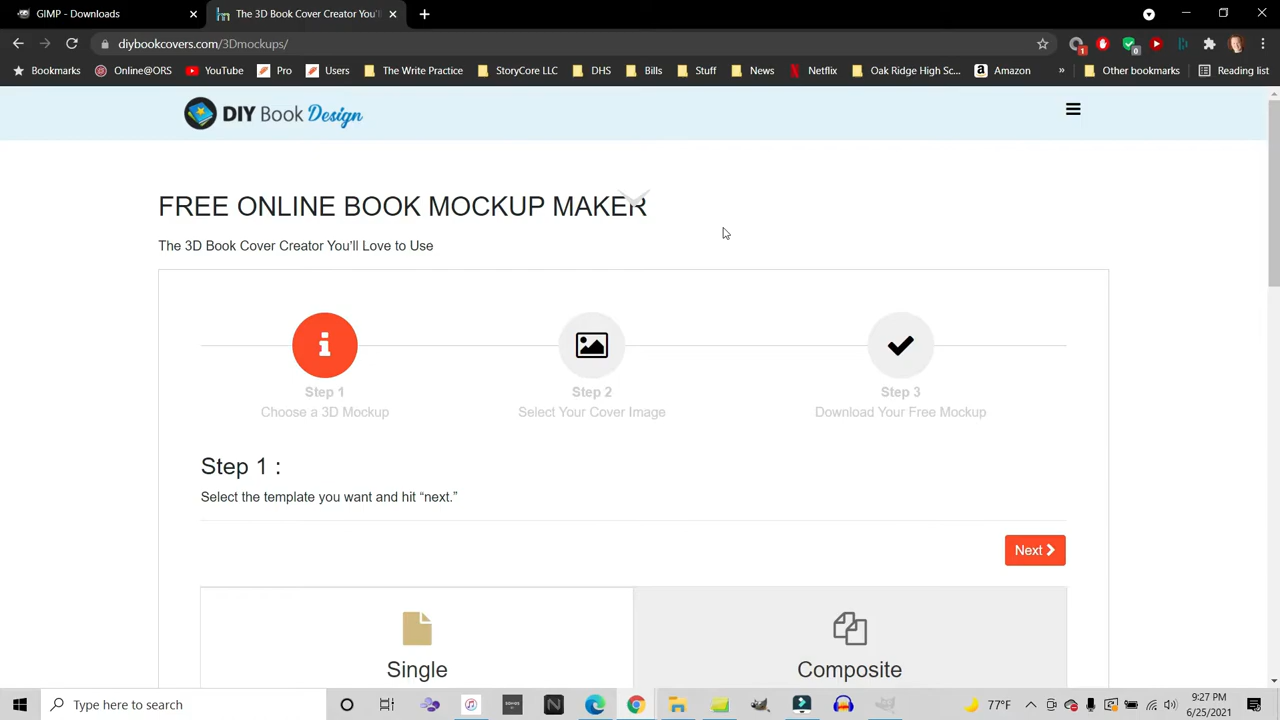 GIMP - Downloads
The 3D Book Cover Creator You'l
diybookcovers.com/3Dmockups/
Bookmarks Online@ORS YouTube Pro Users The Write Practice StoryCore LLC DHS Bills Stuff News Netflix Oak Ridge High Sc... Amazon » Other bookmarks Reading list
DIY Book Design
FREE ONLINE BOOK MOCKUP MAKER
The 3D Book Cover Creator You'll Love to Use
Step 1 Step 2 Step 3
Choose a 3D Mockup Select Your Cover Image Download Your Free Mockup
Step 1 :
Select the template you want and hit “next.”
Next
Single Composite
Type here to search
SONOS
77°F
9:27 PM
6/25/2021